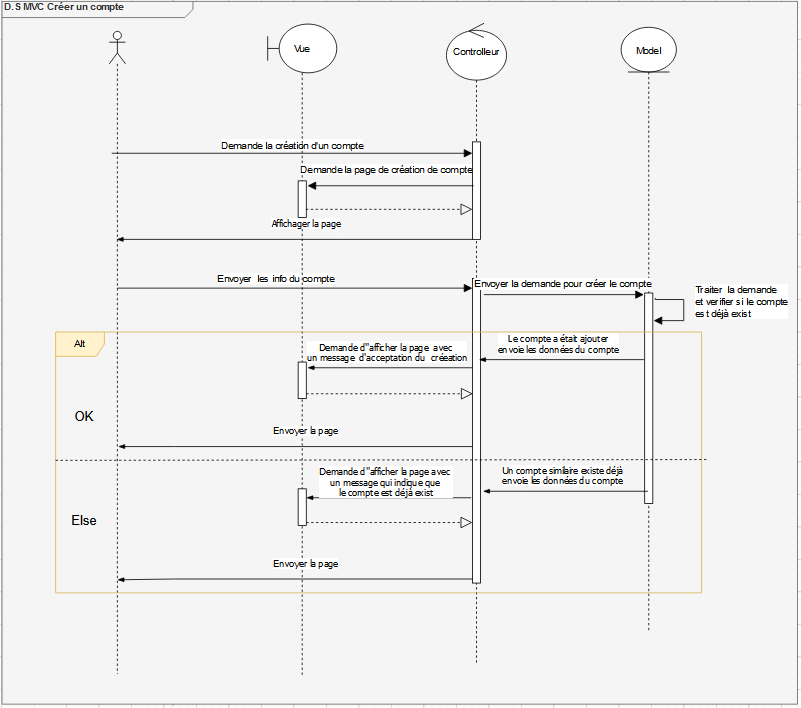 D.S MVC Créer un compte
Vue
Controlleur
Model
Demande la création d'un compte
Demande la page de création de compte
Affichager la page
Envoyer les info du compte
Envoyer la demande pour créer le compte
Traiter la demande
et verifier si le compte
est déjà exist
Alt
Le compte a était ajouter
envoie les données du compte
Demande d''afficher la page avec
un message d'acceptation du création
OK
Envoyer la page
Un compte similaire existe déjà
envoie les données du compte
Demande d''afficher la page avec
un message qui indique que
le compte est déjà exist
Else
Envoyer la page